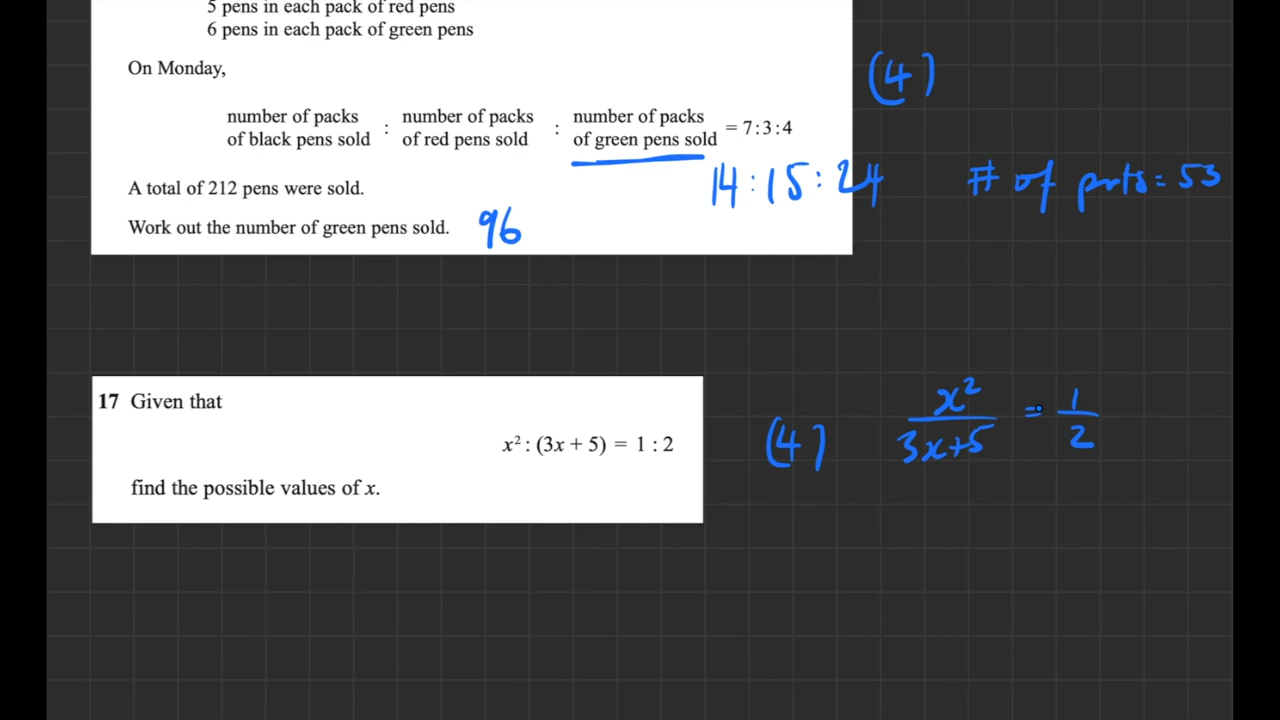 5 pens in each pack of red pens
6 pens in each pack of green pens
(4)
On Monday,
number of packs of black pens sold : number of packs of red pens sold : number of packs of green pens sold = 7 : 3 : 4
14 : 15 : 24 # of parts = 53
A total of 212 pens were sold.
Work out the number of green pens sold. 96
17 Given that
x² : (3x + 5) = 1 : 2
(4) x²/3x+5 = 1/2
find the possible values of x.